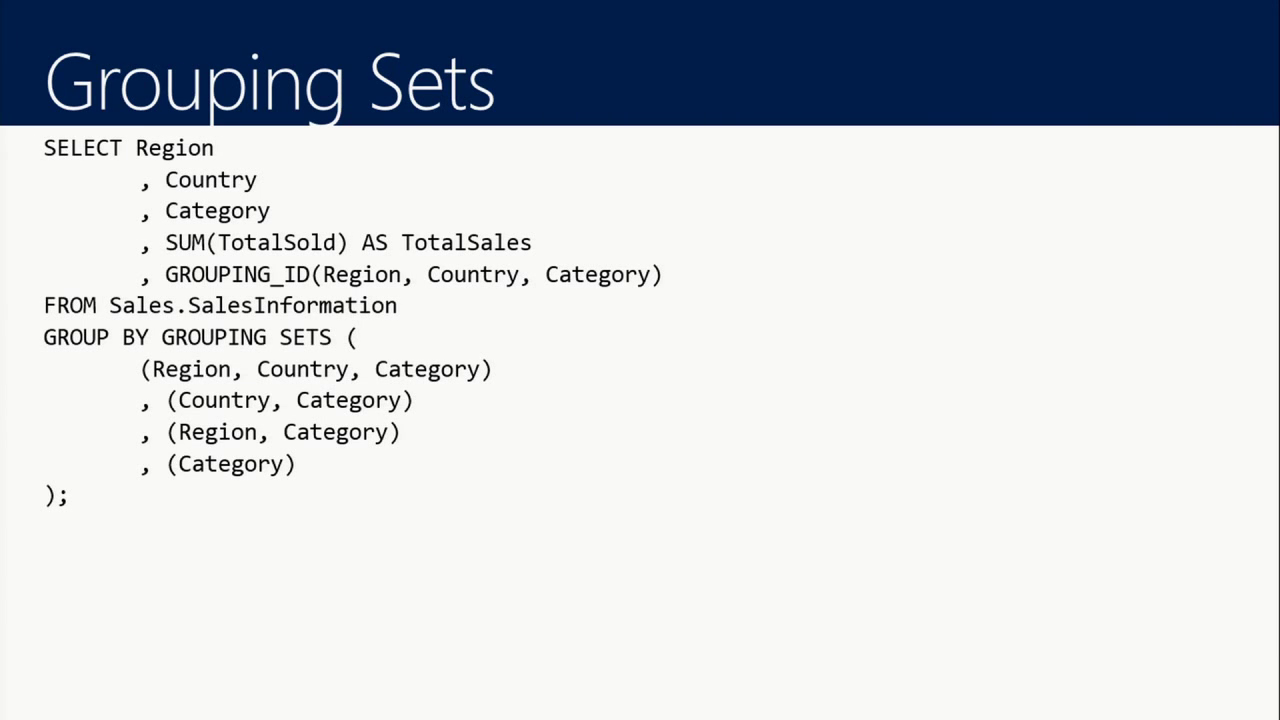 Grouping Sets
SELECT Region
, Country
, Category
, SUM(TotalSold) AS TotalSales
, GROUPING_ID(Region, Country, Category)
FROM Sales.SalesInformation
GROUP BY GROUPING SETS (
(Region, Country, Category)
, (Country, Category)
, (Region, Category)
, (Category)
);